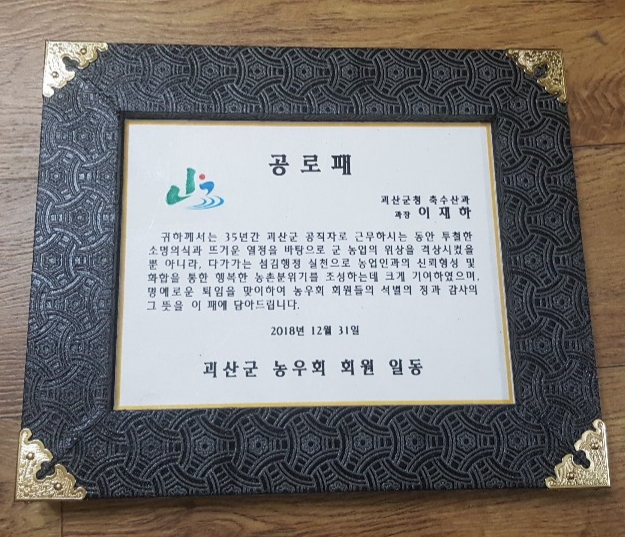 공로패
괴산군청 축수산과
과장 이재하
귀하께서는 35년간 괴산군 공직자로 근무하시는 동안 투철한
소명의식과 뜨거운 열정을 바탕으로 군 농업의 위상을 격상시켰을
뿐 아니라, 다가가는 섬김행정 실천으로 농업인과의 신뢰형성 및
화합을 통한 행복한 농촌분위기를 조성하는데 크게 기여하였으며,
명예로운 퇴임을 맞이하여 농우회 회원들의 석별의 정과 감사의
그 뜻을 이 패에 담아드립니다.
2018년 12월 31일
괴산군 농우회 회원 일동